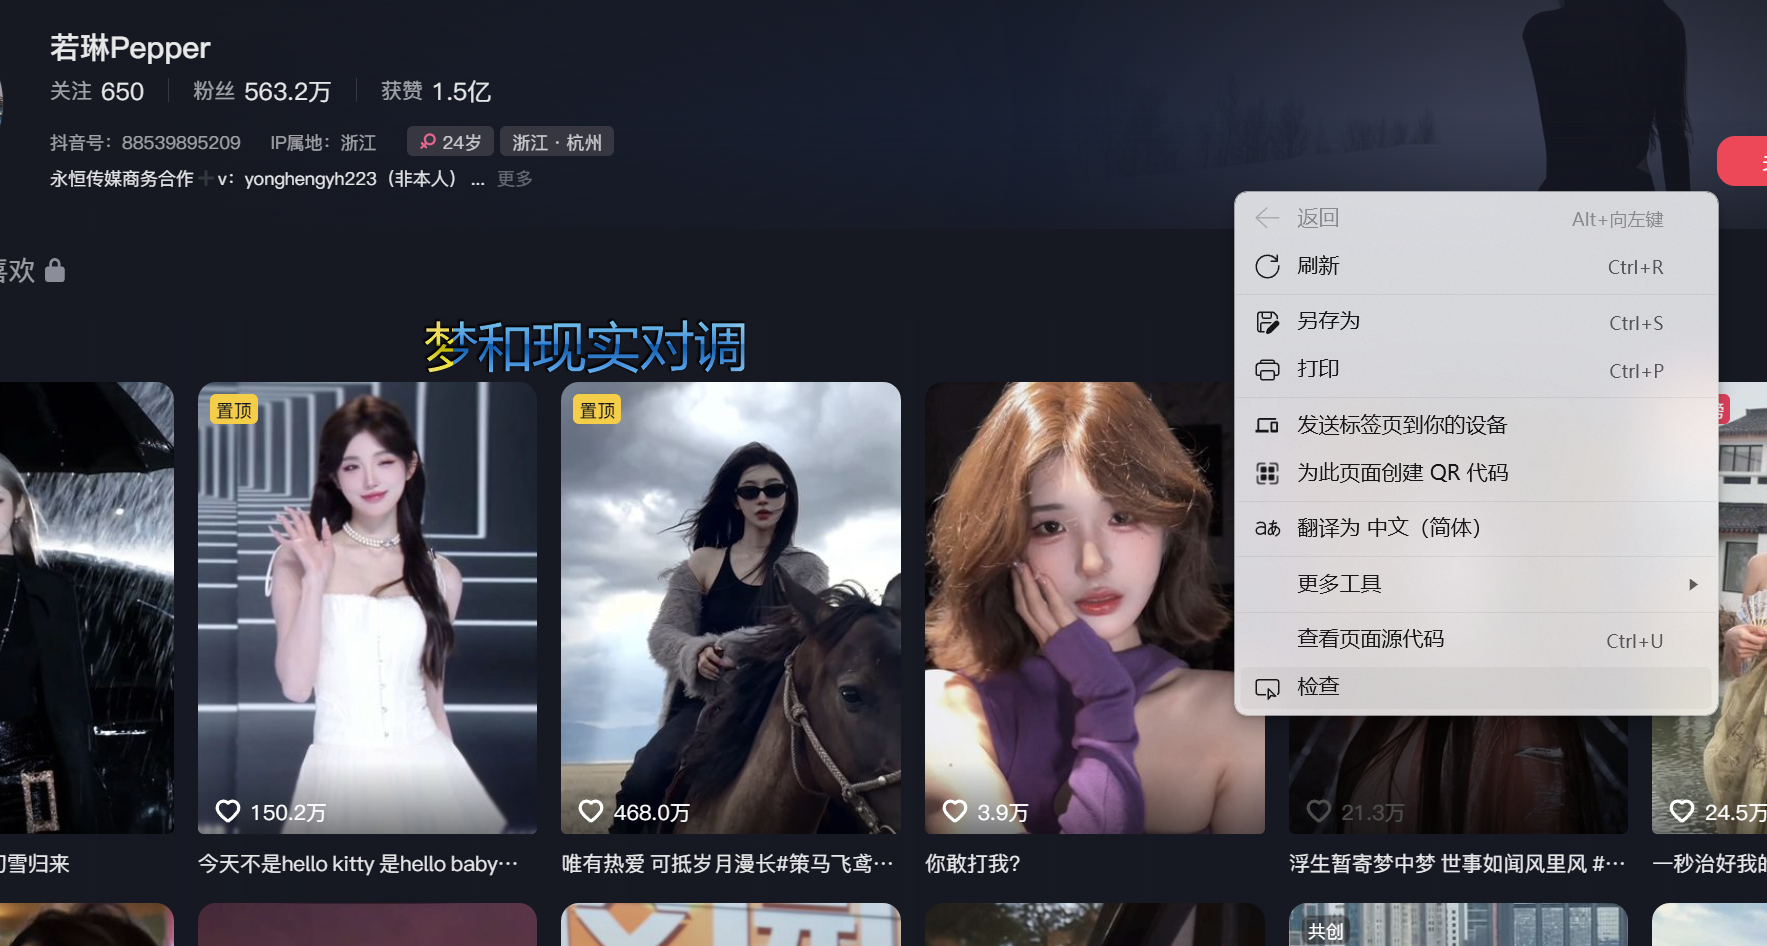 若琳Pepper
关注 650 粉丝 563.2万 获赞 1.5亿
抖音号：88539895209 IP属地：浙江 24岁 浙江·杭州
永恒传媒商务合作➕v：yonghengyh223（非本人） ... 更多
喜欢
梦和现实对调
返回 Alt+向左键
刷新 Ctrl+R
另存为 Ctrl+S
打印 Ctrl+P
发送标签页到你的设备
为此页面创建 QR 代码
aあ 翻译为 中文（简体）
更多工具
查看页面源代码 Ctrl+U
检查
置顶
置顶
150.2万
468.0万
3.9万
21.3万
24.5万
雪归来
今天不是hello kitty 是hello baby…
唯有热爱 可抵岁月漫长#策马飞鸢…
你敢打我？
浮生暂寄梦中梦 世事如闻风里风 #…
一秒治好我的
共创